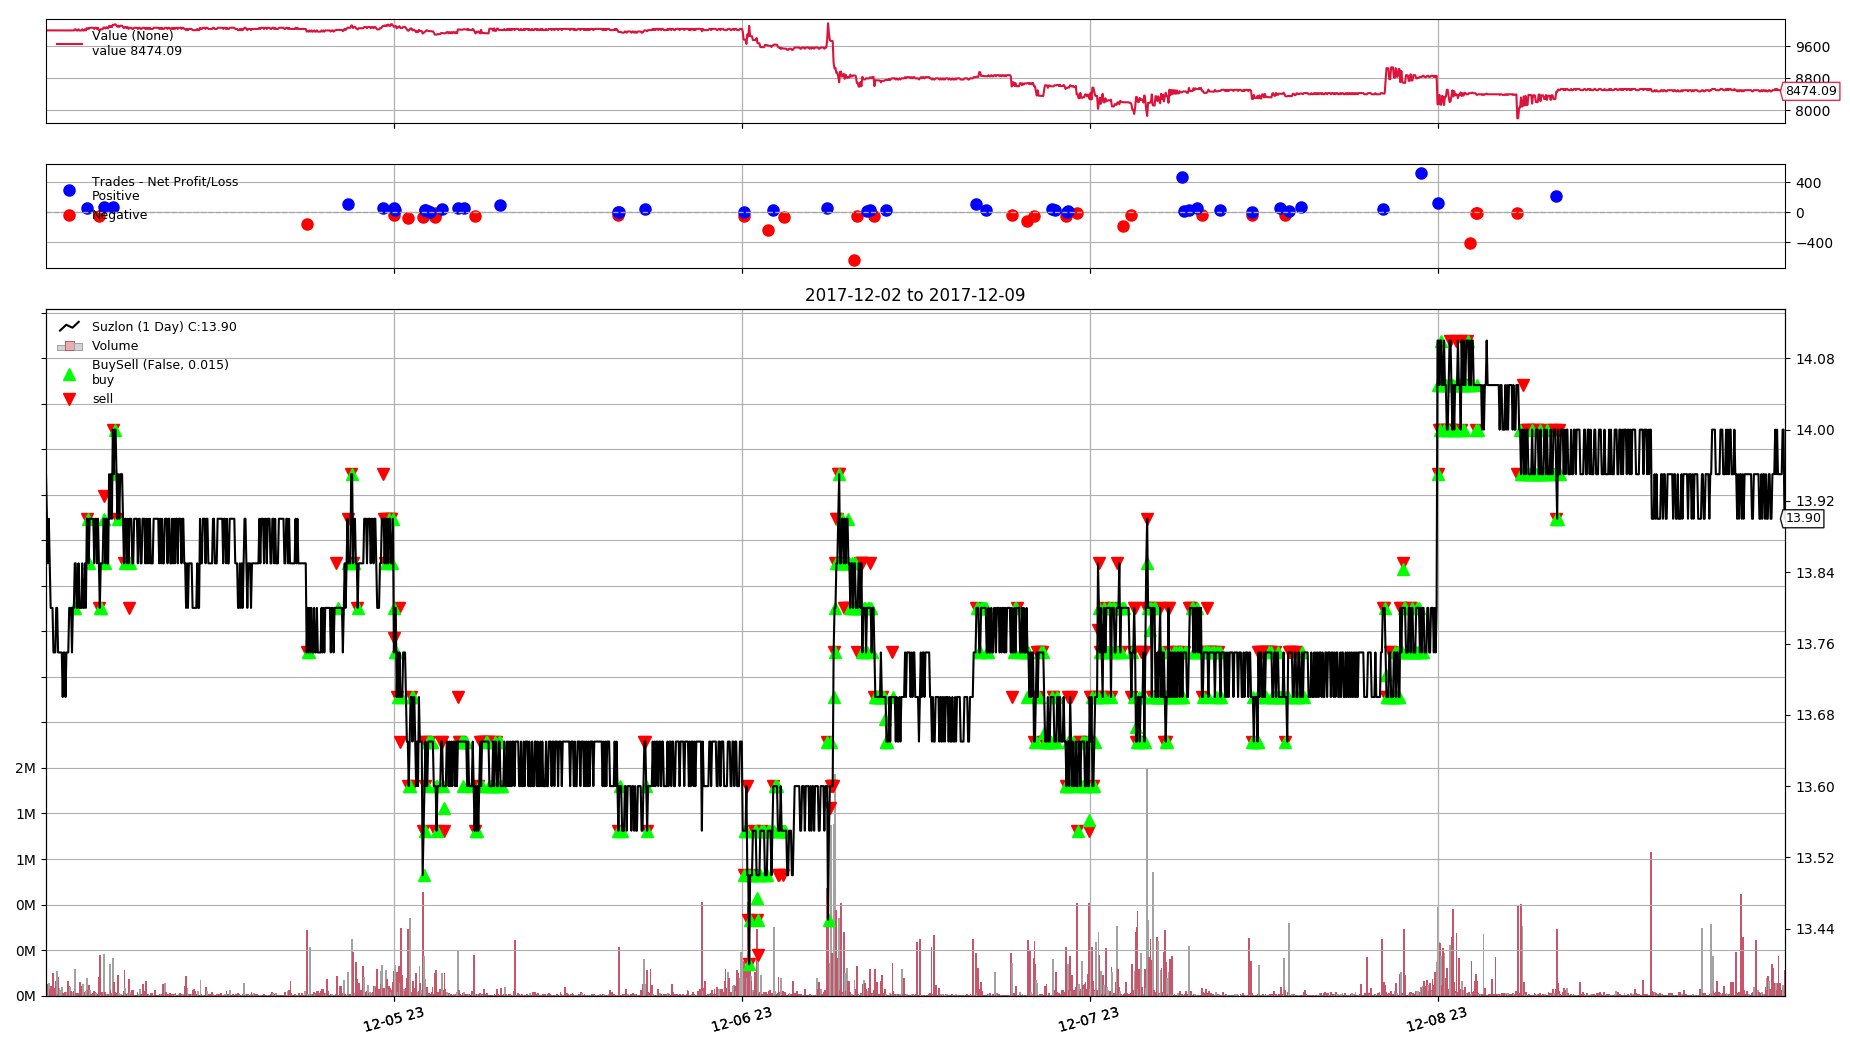 Value (None)
value 8474.09
9600
8800
8474.09
8000
Trades - Net Profit/Loss
Positive
Negative
400
0
−400
2017-12-02 to 2017-12-09
Suzlon (1 Day) C:13.90
Volume
BuySell (False, 0.015)
buy
sell
14.08
14.00
13.92
13.90
13.84
13.76
13.68
13.60
13.52
13.44
2M
1M
1M
0M
0M
0M
12-05 23
12-06 23
12-07 23
12-08 23